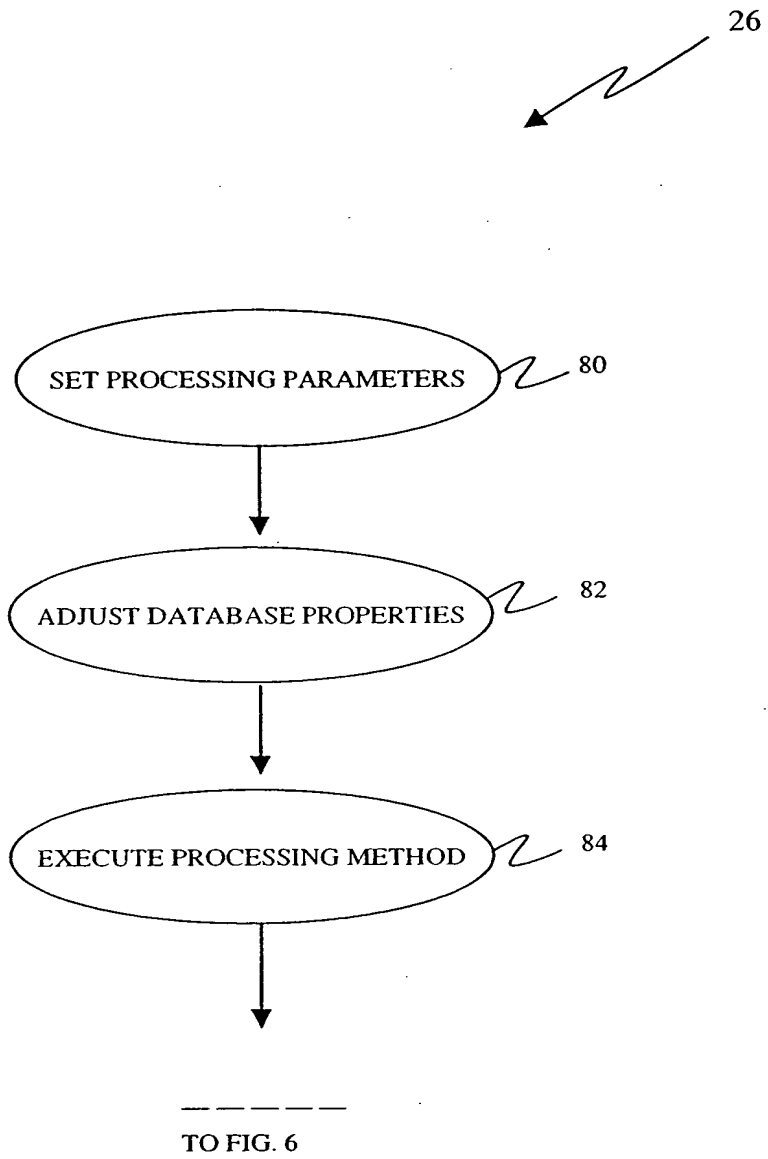 26
SET PROCESSING PARAMETERS
80
ADJUST DATABASE PROPERTIES
82
EXECUTE PROCESSING METHOD
84
TO FIG. 6